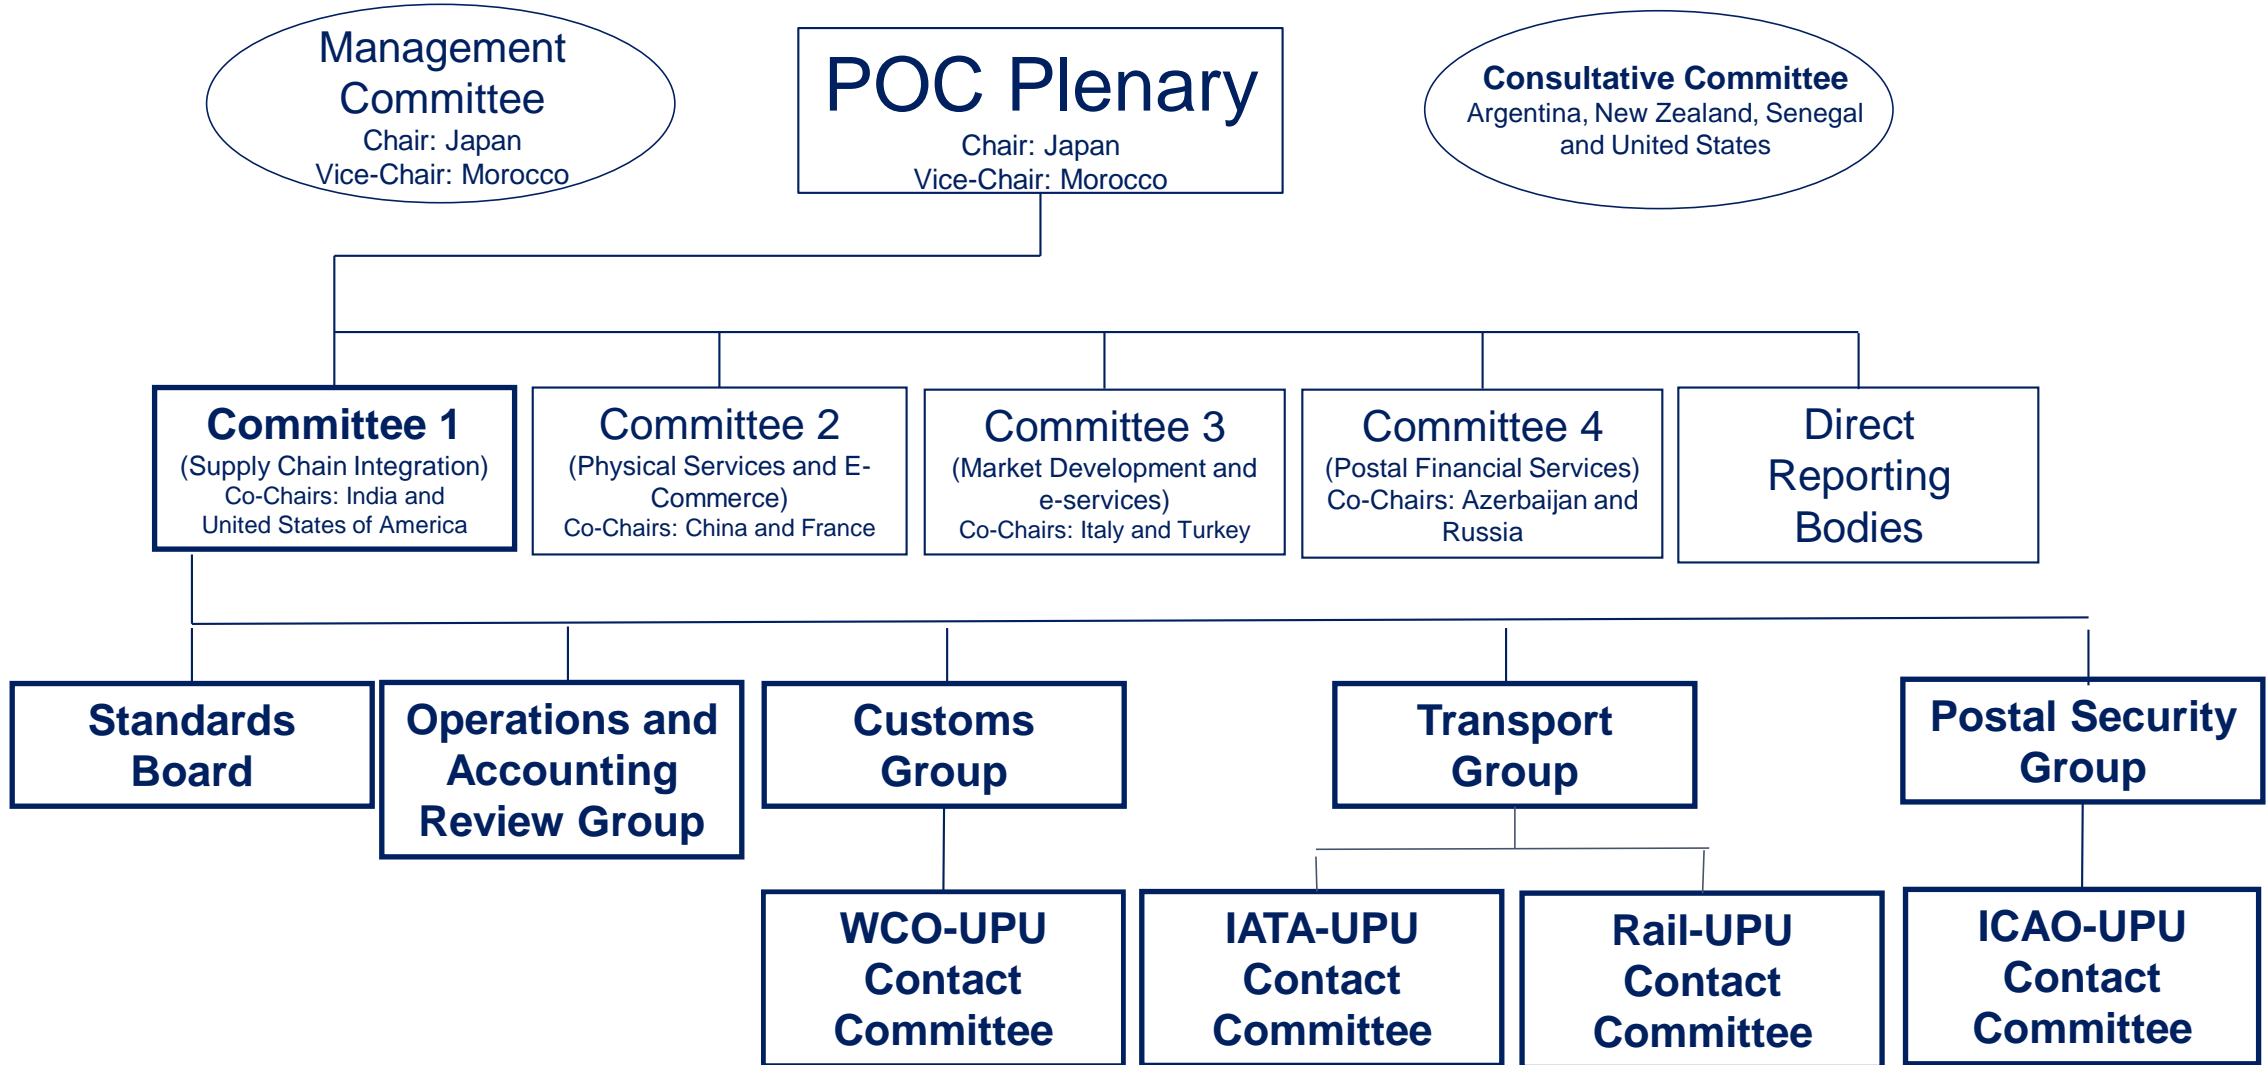 Management
Committee
Chair: Japan
Vice-Chair: Morocco
POC Plenary
Chair: Japan
Vice-Chair: Morocco
Consultative Committee
Argentina, New Zealand, Senegal
and United States
Committee 1
(Supply Chain Integration)
Co-Chairs: India and
United States of America
Committee 2
(Physical Services and E-
Commerce)
Co-Chairs: China and France
Committee 3
(Market Development and
e-services)
Co-Chairs: Italy and Turkey
Committee 4
(Postal Financial Services)
Co-Chairs: Azerbaijan and
Russia
Direct
Reporting
Bodies
Standards
Board
Operations and
Accounting
Review Group
Customs
Group
Transport
Group
Postal Security
Group
WCO-UPU
Contact
Committee
IATA-UPU
Contact
Committee
Rail-UPU
Contact
Committee
ICAO-UPU
Contact
Committee